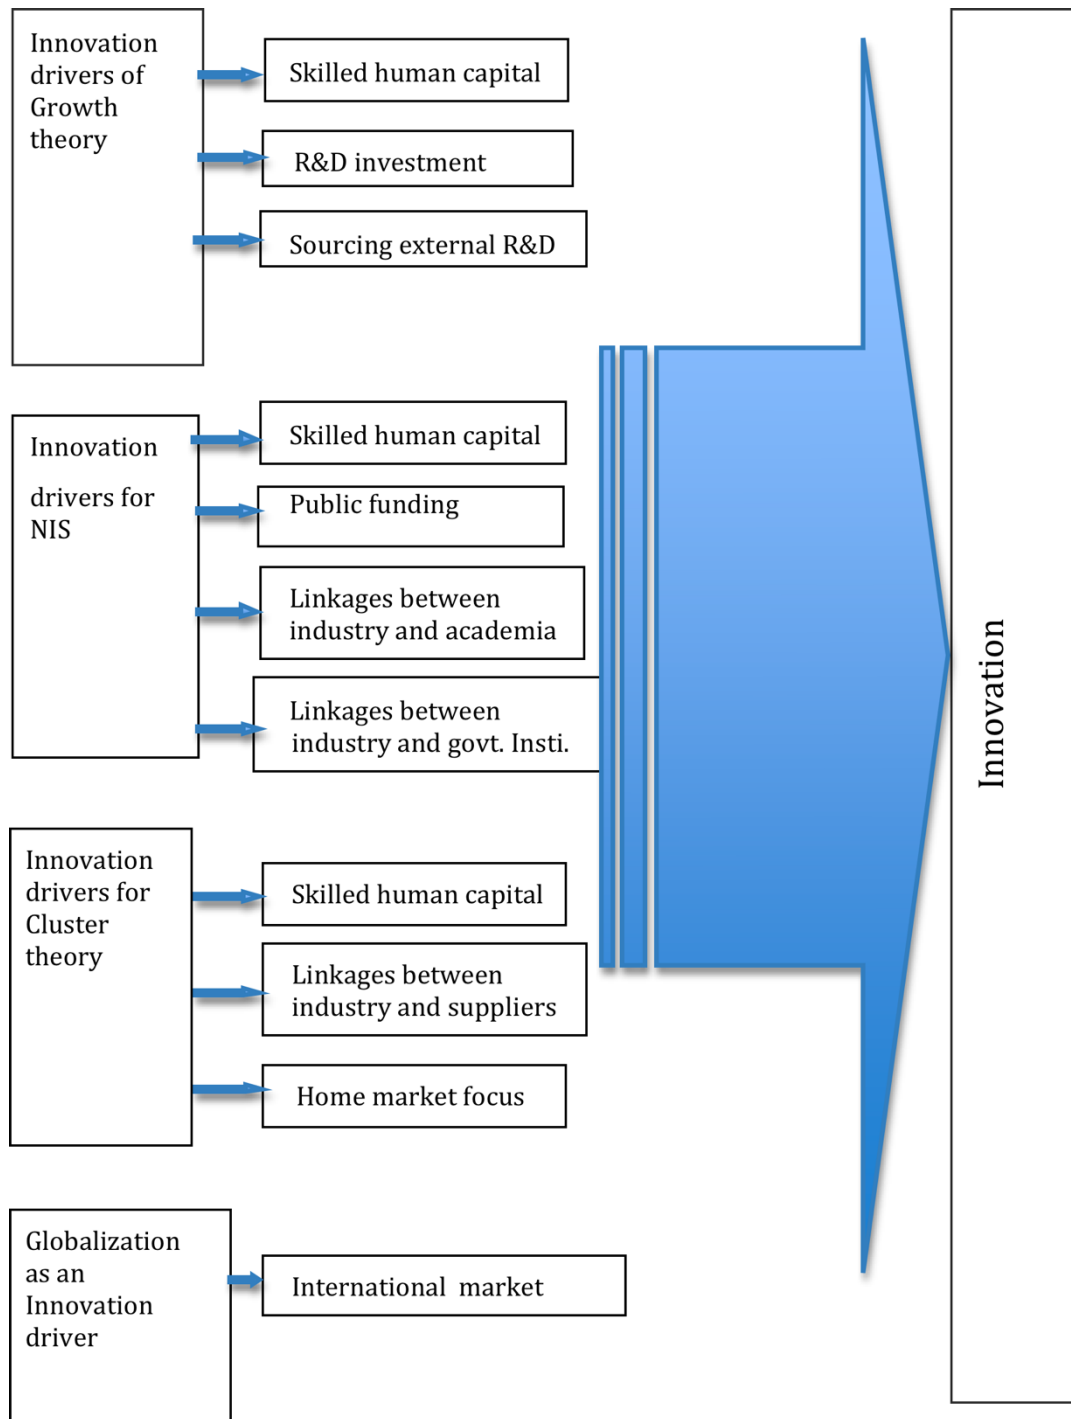 Innovation
drivers of
Growth
theory
Skilled human capital
R&D investment
Sourcing external R&D
Innovation
drivers for
NIS
Skilled human capital
Public funding
Linkages between
industry and academia
Linkages between
industry and govt. Insti.
Innovation
drivers for
Cluster
theory
Skilled human capital
Linkages between
industry and suppliers
Home market focus
Globalization
as an
Innovation
driver
International market
Innovation